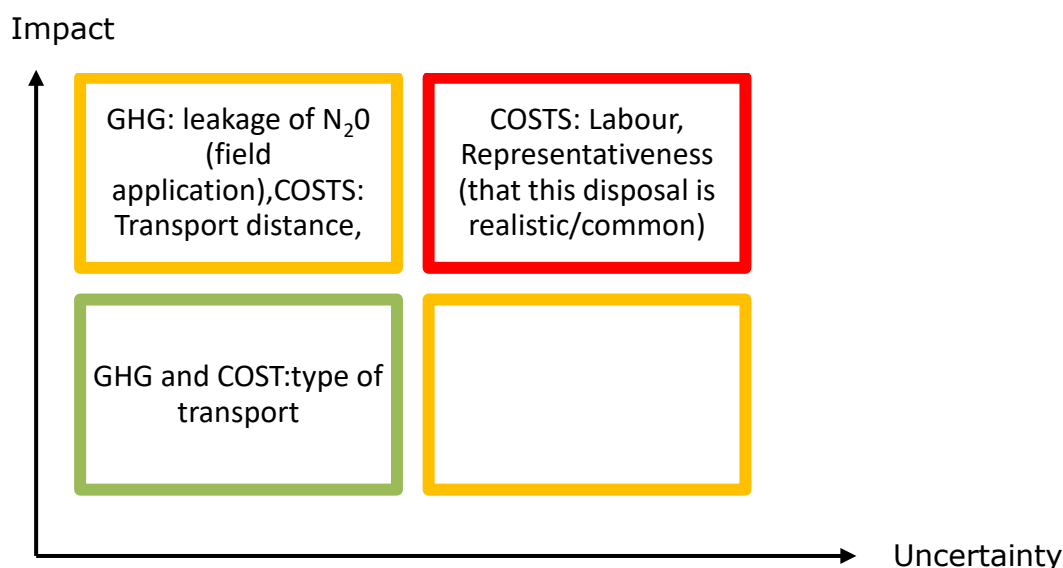 Impact
GHG: leakage of N₂0
(field
application),COSTS:
Transport distance,
COSTS: Labour,
Representativeness
(that this disposal is
realistic/common)
GHG and COST:type of
transport
Uncertainty